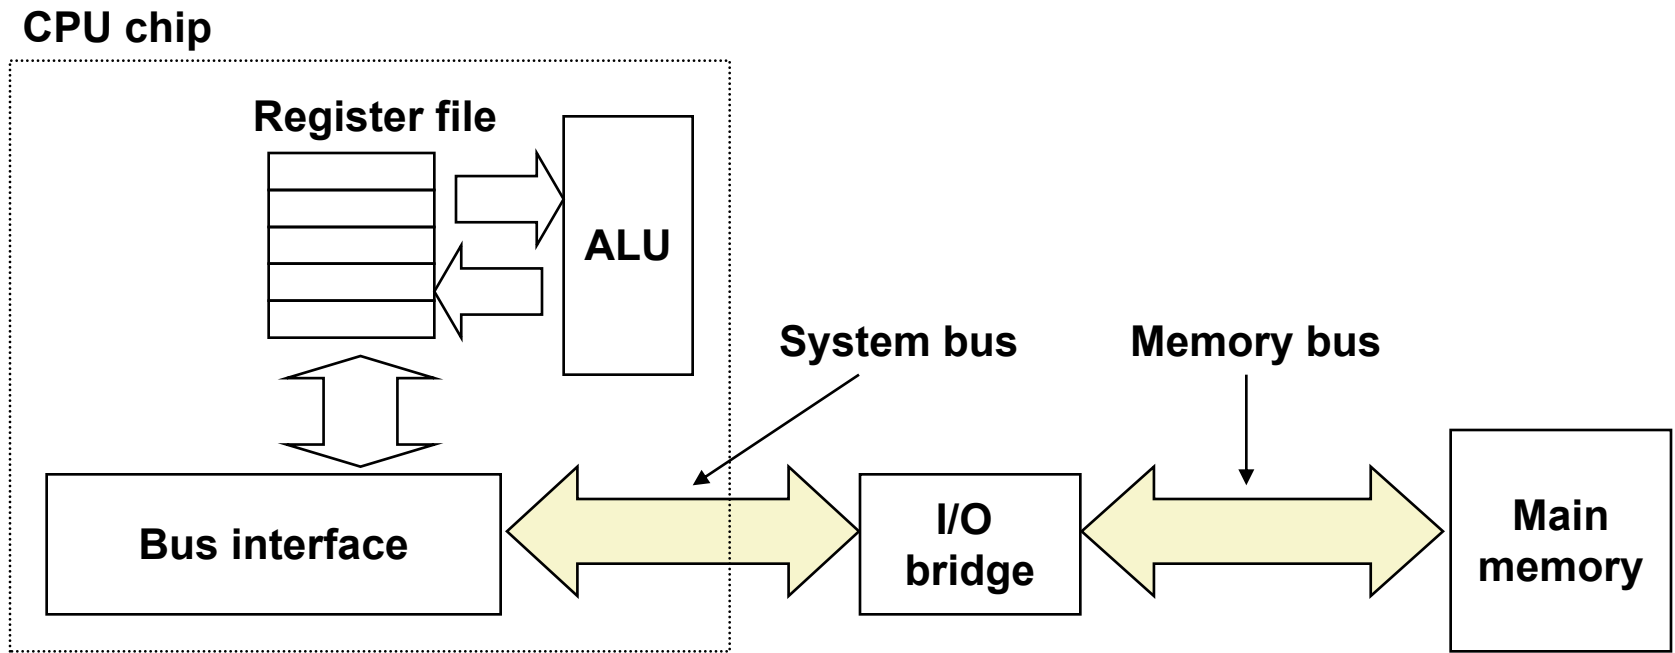 CPU chip
Register file
ALU
System bus
Memory bus
Bus interface
I/O
bridge
Main
memory